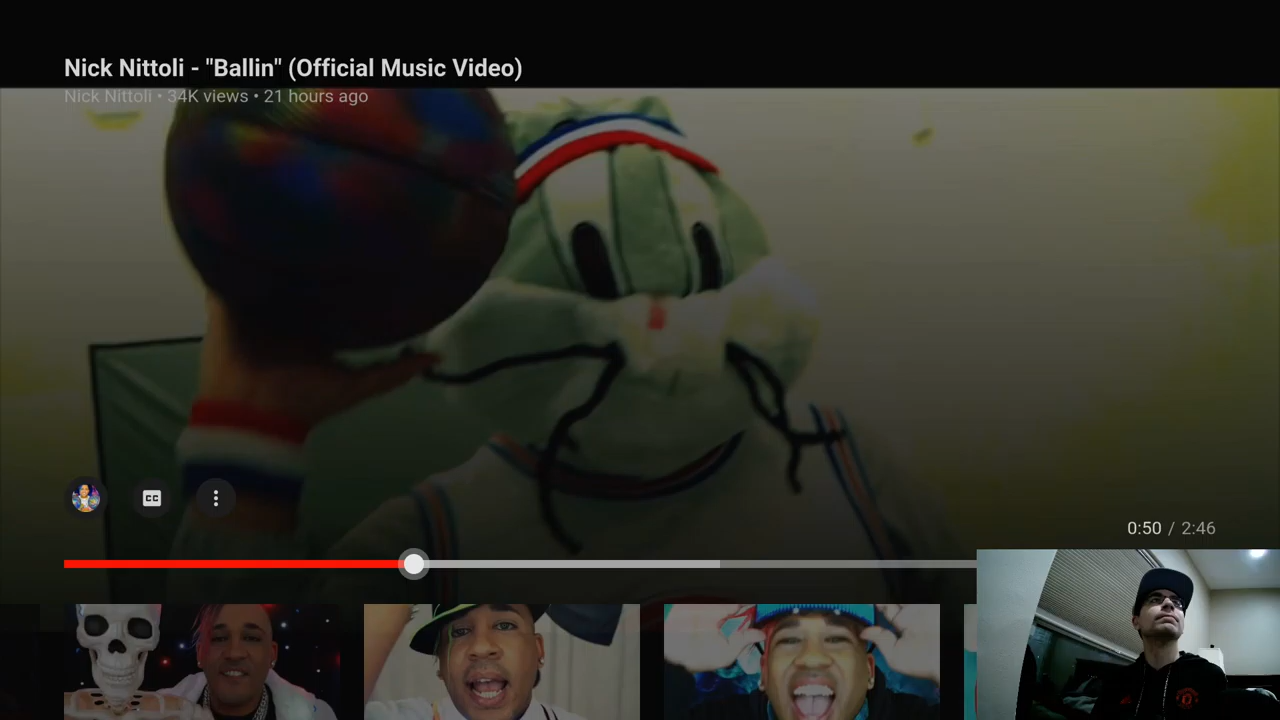 Nick Nittoli - "Ballin" (Official Music Video)
Nick Nittoli • 34K views • 21 hours ago
CC
0:50 / 2:46